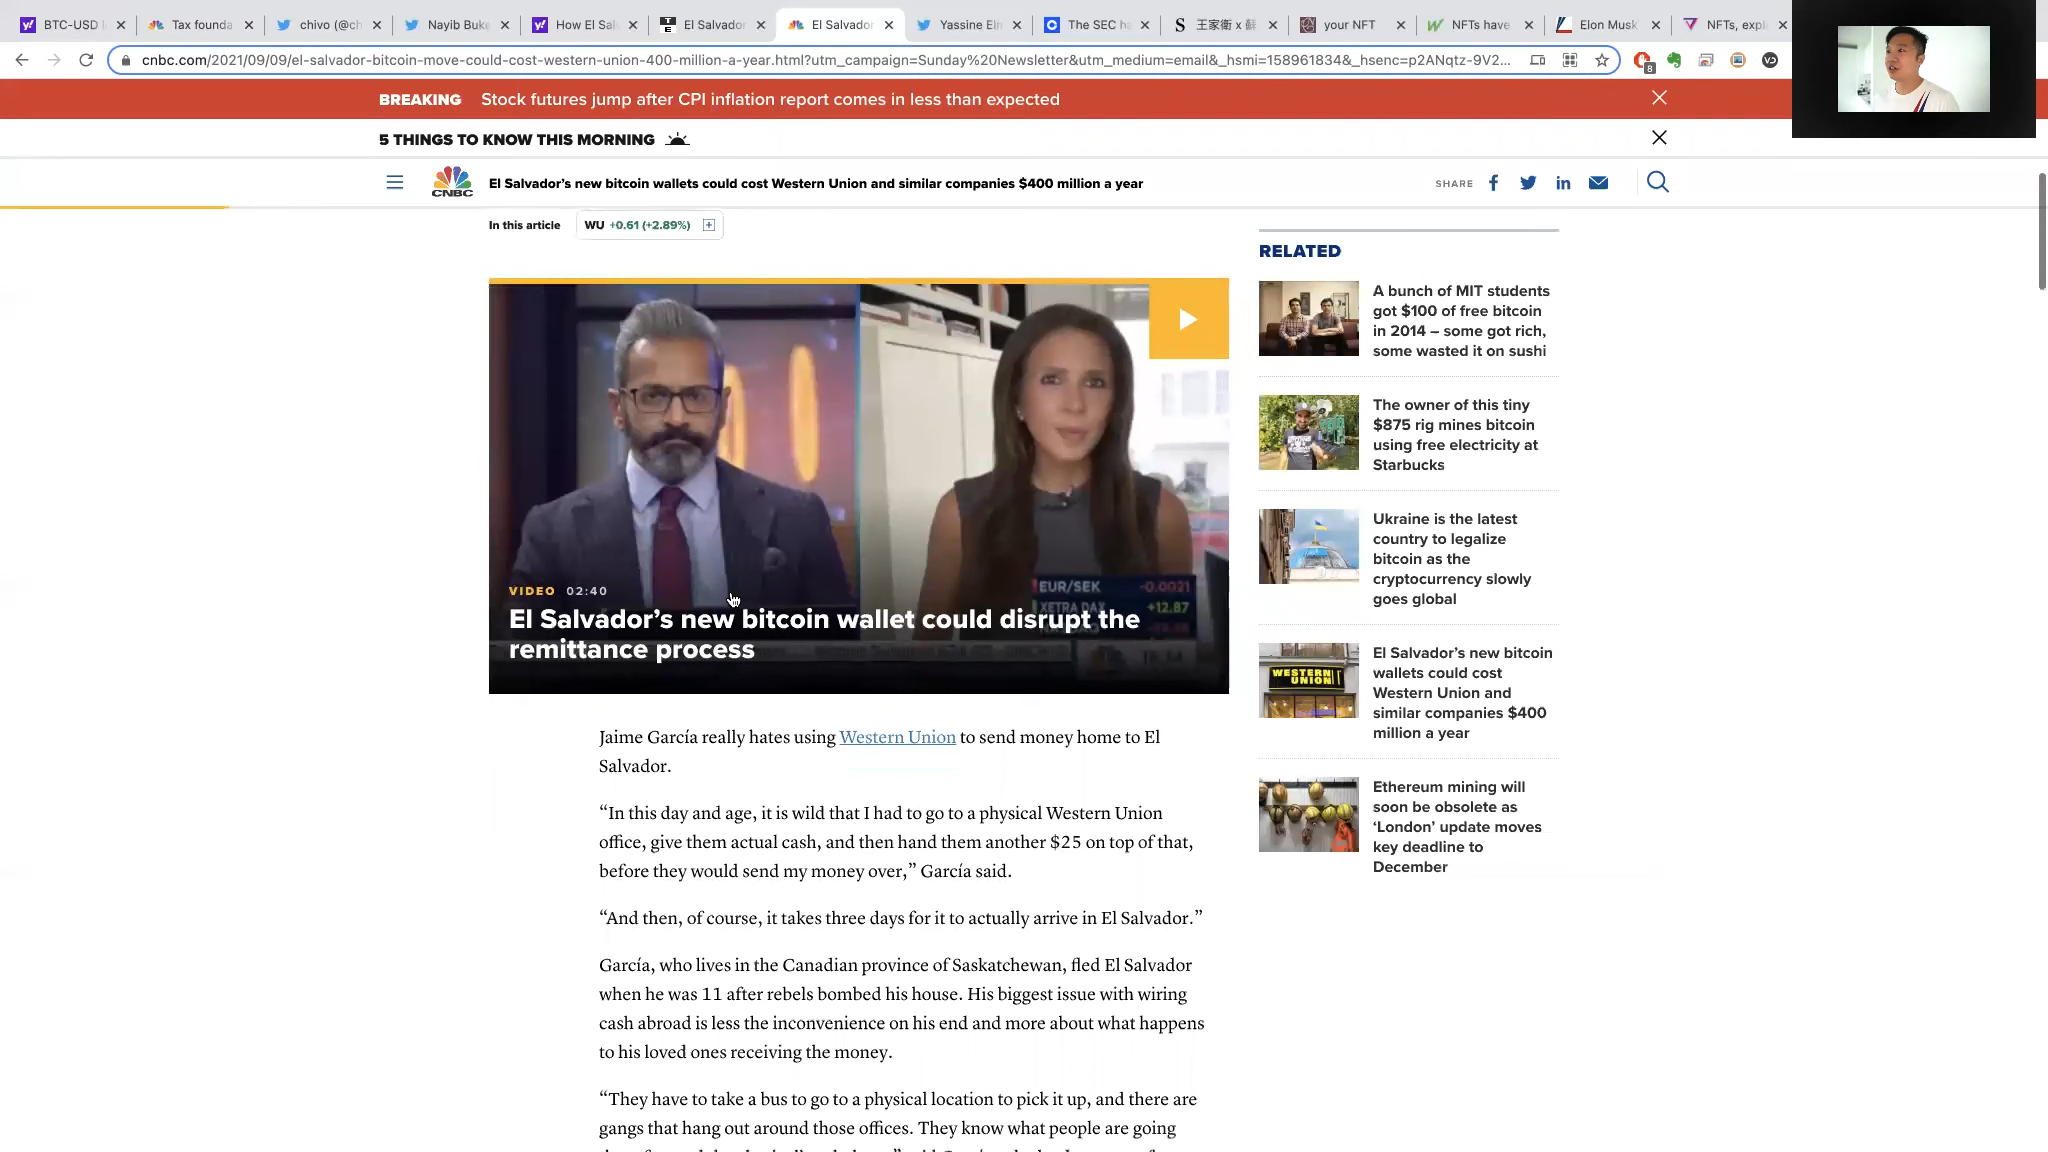 BTC-USD
Tax founda
chivo (@ch
Nayib Buke
How El Sal
El Salvador
El Salvador
Yassine Elm
The SEC ha
王家衛 x 蘇
your NFT
NFTs have
Elon Musk
NFTs, expl
cnbc.com/2021/09/09/el-salvador-bitcoin-move-could-cost-western-union-400-million-a-year.html?utm_campaign=Sunday%20Newsletter&utm_medium=email&_hsmi=158961834&_hsenc=p2ANqtz-9V2...
8
BREAKING Stock futures jump after CPI inflation report comes in less than expected
5 THINGS TO KNOW THIS MORNING
CNBC
El Salvador’s new bitcoin wallets could cost Western Union and similar companies $400 million a year
SHARE
In this article WU +0.61 (+2.89%)
VIDEO 02:40
El Salvador’s new bitcoin wallet could disrupt the
remittance process
EUR/SEK -0.0021
XETRA DAX +12.87
WESTERN
UNION
Jaime García really hates using Western Union to send money home to El
Salvador.
“In this day and age, it is wild that I had to go to a physical Western Union
office, give them actual cash, and then hand them another $25 on top of that,
before they would send my money over,” García said.
“And then, of course, it takes three days for it to actually arrive in El Salvador.”
García, who lives in the Canadian province of Saskatchewan, fled El Salvador
when he was 11 after rebels bombed his house. His biggest issue with wiring
cash abroad is less the inconvenience on his end and more about what happens
to his loved ones receiving the money.
“They have to take a bus to go to a physical location to pick it up, and there are
gangs that hang out around those offices. They know what people are going
RELATED
A bunch of MIT students
got $100 of free bitcoin
in 2014 – some got rich,
some wasted it on sushi
The owner of this tiny
$875 rig mines bitcoin
using free electricity at
Starbucks
Ukraine is the latest
country to legalize
bitcoin as the
cryptocurrency slowly
goes global
El Salvador’s new bitcoin
wallets could cost
Western Union and
similar companies $400
million a year
Ethereum mining will
soon be obsolete as
‘London’ update moves
key deadline to
December